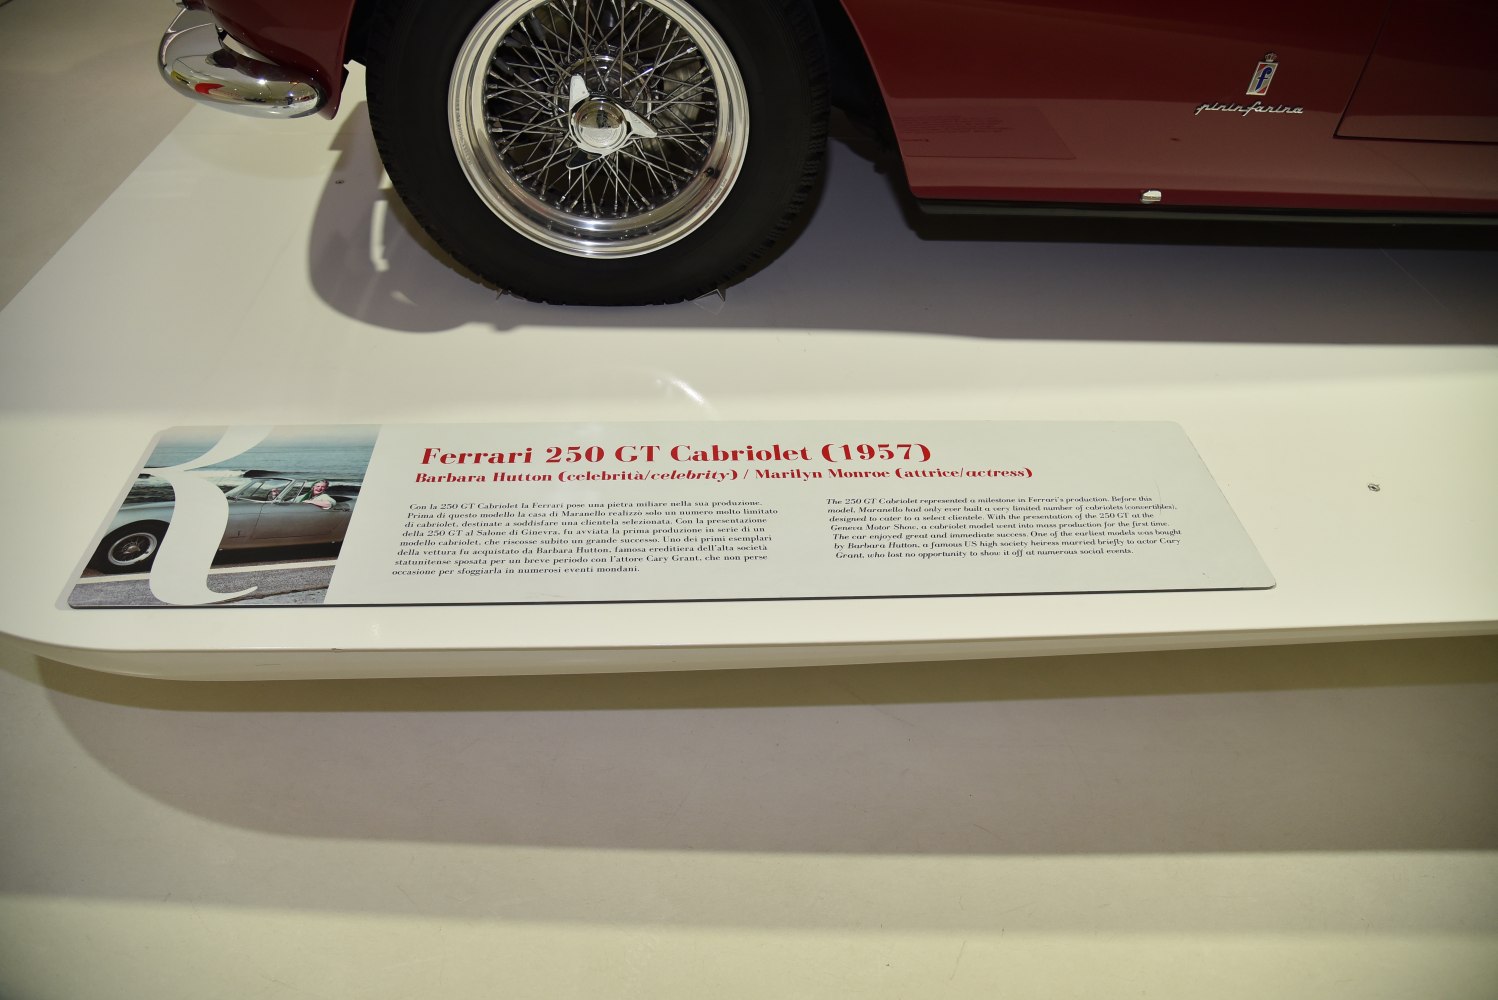 f
pininfarina
Ferrari 250 GT Cabriolet (1957)
Barbara Hutton (celebrità/celebrity) / Marilyn Monroe (attrice/actress)
Con la 250 GT Cabriolet la Ferrari pose una pietra miliare nella sua produzione.
Prima di questo modello la casa di Maranello realizzò solo un numero molto limitato
di cabriolet, destinate a soddisfare una clientela selezionata. Con la presentazione
della 250 GT al Salone di Ginevra, fu avviata la prima produzione in serie di un
modello cabriolet, che riscosse subito un grande successo. Uno dei primi esemplari
della vettura fu acquistato da Barbara Hutton, famosa ereditiera dell'alta società
statunitense sposata per un breve periodo con l'attore Cary Grant, che non perse
occasione per sfoggiarla in numerosi eventi mondani.
The 250 GT Cabriolet represented a milestone in Ferrari's production. Before this
model, Maranello had only ever built a very limited number of cabriolets (convertibles),
designed to cater to a select clientele. With the presentation of the 250 GT at the
Geneva Motor Show, a cabriolet model went into mass production for the first time.
The car enjoyed great and immediate success. One of the earliest models was bought
by Barbara Hutton, a famous US high society heiress married briefly to actor Cary
Grant, who lost no opportunity to show it off at numerous social events.